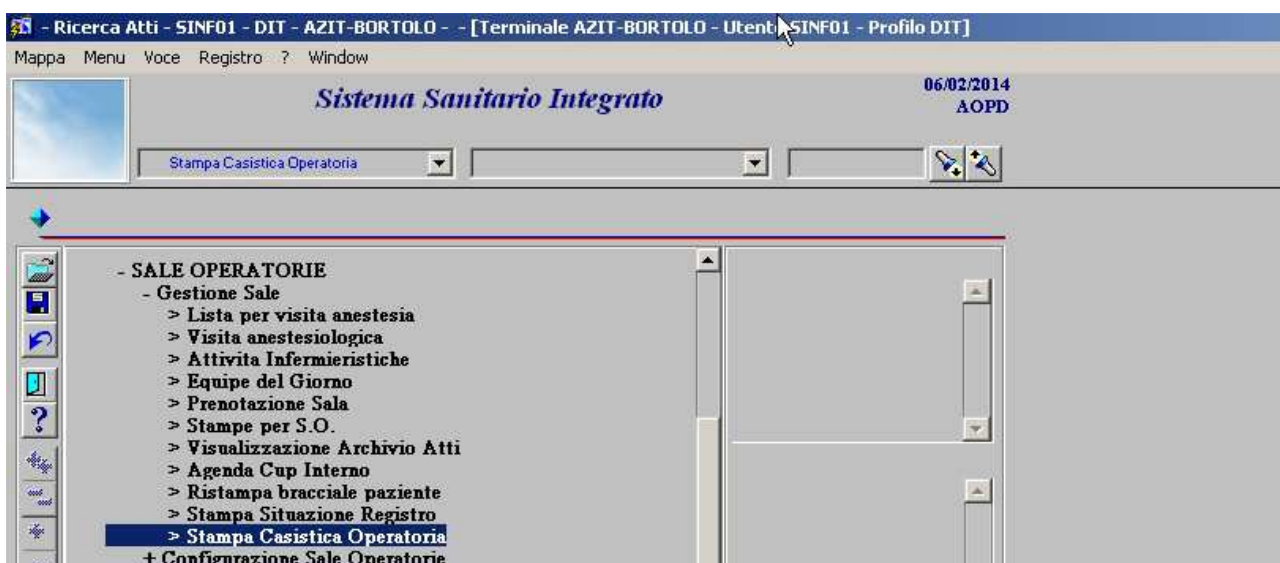 - Ricerca Atti - SINF01 - DIT - AZIT-BORTOLO - - [Terminale AZIT-BORTOLO - Utente SINF01 - Profilo DIT]
Mappa Menu Voce Registro ? Window
Sistema Sanitario Integrato
06/02/2014
AOPD
Stampa Casistica Operatoria
- SALE OPERATORIE
- Gestione Sale
> Lista per visita anestesia
> Visita anestesiologica
> Attivita Infermieristiche
> Equipe del Giorno
> Prenotazione Sala
> Stampe per S.O.
> Visualizzazione Archivio Atti
> Agenda Cup Interno
> Ristampa bracciale paziente
> Stampa Situazione Registro
> Stampa Casistica Operatoria
+ Configurazione Sale Operatorie